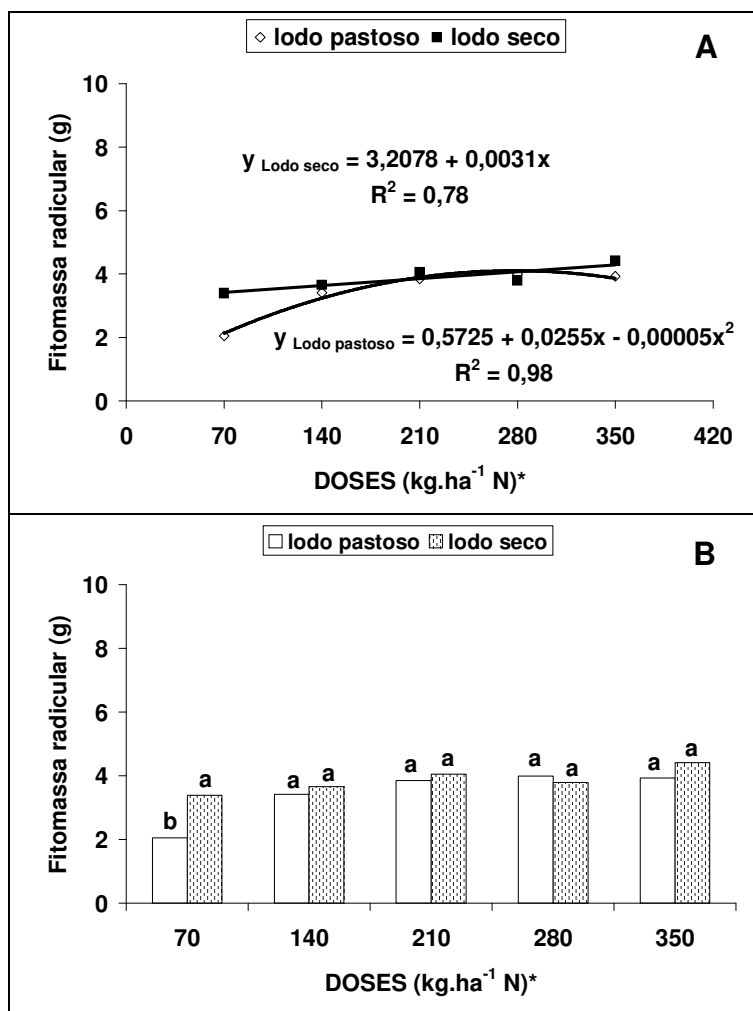 ◇ lodo pastoso ■ lodo seco
A
Fitomassa radicular (g)
10
8
6
4
2
0
y Lodo seco = 3,2078 + 0,0031x
R² = 0,78
y Lodo pastoso = 0,5725 + 0,0255x - 0,00005x²
R² = 0,98
0 70 140 210 280 350 420
DOSES (kg.ha⁻¹ N)*
lodo pastoso lodo seco
B
Fitomassa radicular (g)
10
8
6
4
2
0
b a a a a a a a a a
70 140 210 280 350
DOSES (kg.ha⁻¹ N)*